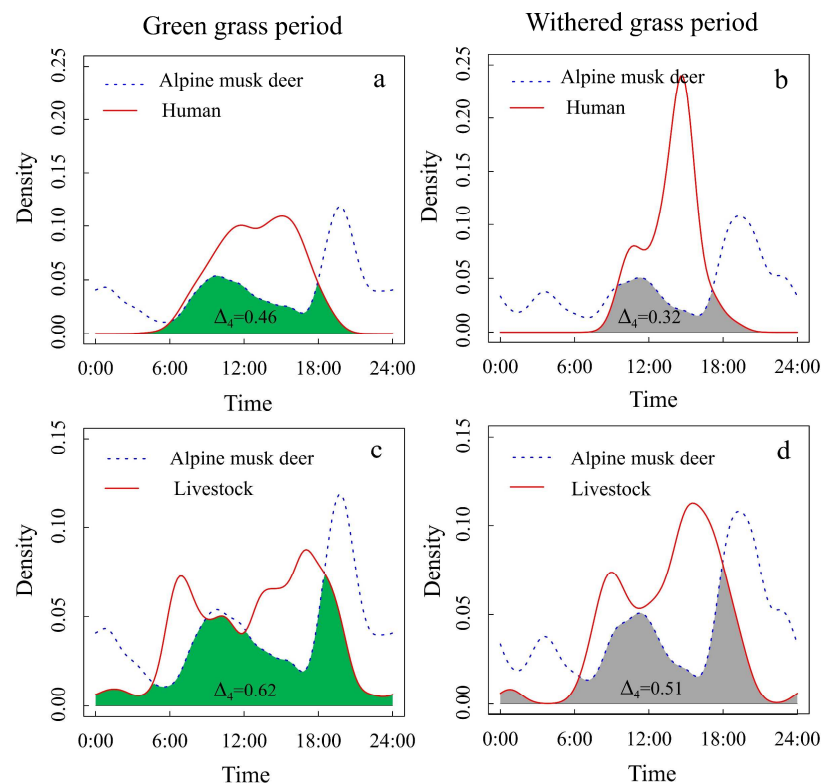 Green grass period
Withered grass period
a
Alpine musk deer
Human
Density
0.00 0.05 0.10 0.15 0.20 0.25
Δ4=0.46
0:00 6:00 12:00 18:00 24:00
Time
b
Alpine musk deer
Human
Density
0.00 0.05 0.10 0.15 0.20 0.25
Δ4=0.32
0:00 6:00 12:00 18:00 24:00
Time
c
Alpine musk deer
Livestock
Density
0.00 0.05 0.10 0.15
Δ4=0.62
0:00 6:00 12:00 18:00 24:00
Time
d
Alpine musk deer
Livestock
Density
0.00 0.05 0.10 0.15
Δ4=0.51
0:00 6:00 12:00 18:00 24:00
Time